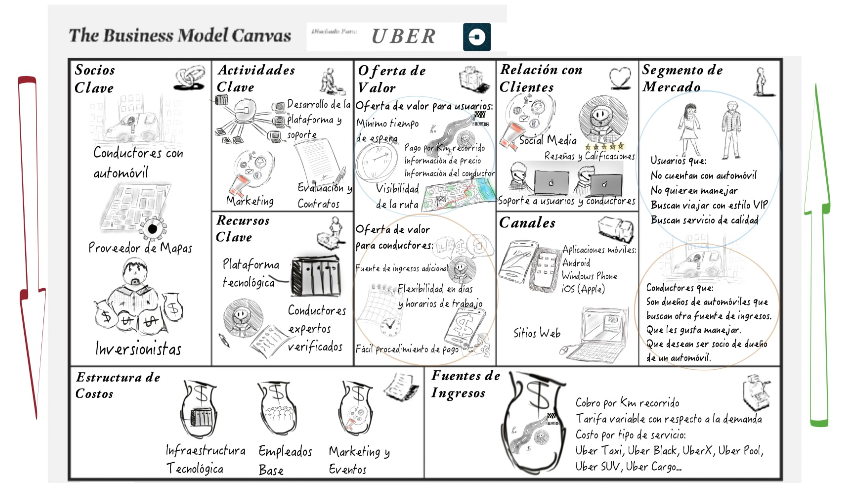 The Business Model Canvas
UBER
Socios
Clave
Conductores con
automóvil
Proveedor de Mapas
Inversionistas
Actividades
Clave
Desarrollo de la
plataforma y
soporte
Marketing
Evaluación y
Contratos
Recursos
Clave
Plataforma
tecnológica
Conductores
expertos
verificados
Oferta de
Valor
Oferta de valor para usuarios:
Mínimo tiempo
de espera
Pago por Km recorrido
Información de precio
Información del conductor
Visibilidad
de la ruta
Oferta de valor
para conductores:
Fuente de ingresos adicional
Flexibilidad en días
y horarios de trabajo
Fácil procedimiento de pago
Relación con
Clientes
Social Media
Reseñas y Calificaciones
Soporte a usuarios y conductores
Canales
Aplicaciones móviles:
Android
Windows Phone
iOS (Apple)
Sitios Web
Segmento de
Mercado
Usuarios que:
No cuentan con automóvil
No quieren manejar
Buscan viajar con estilo VIP
Buscan servicio de calidad
Conductores que:
Son dueños de automóviles que
buscan otra fuente de ingresos.
Que les gusta manejar.
Que desean ser socio de dueño
de un automóvil.
Estructura de
Costos
Infraestructura
Tecnológica
Empleados
Base
Marketing y
Eventos
Fuentes de
Ingresos
Cobro por Km recorrido
Tarifa variable con respecto a la demanda
Costo por tipo de servicio:
Uber Taxi, Uber Black, UberX, Uber Pool,
Uber SUV, Uber Cargo...